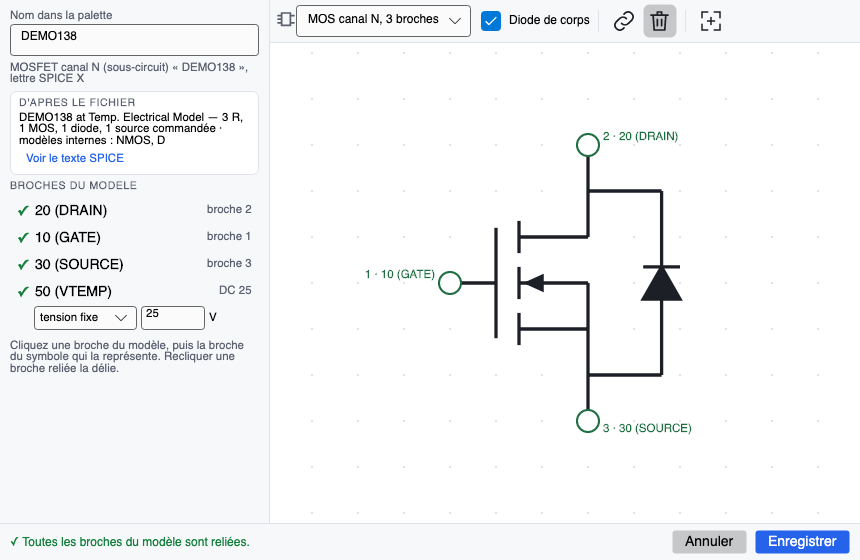 Nom dans la palette
DEMO138
MOSFET canal N (sous-circuit) « DEMO138 »,
lettre SPICE X
D'APRES LE FICHIER
DEMO138 at Temp. Electrical Model — 3 R,
1 MOS, 1 diode, 1 source commandée ·
modèles internes : NMOS, D
Voir le texte SPICE
BROCHES DU MODELE
✓ 20 (DRAIN) broche 2
✓ 10 (GATE) broche 1
✓ 30 (SOURCE) broche 3
✓ 50 (VTEMP) DC 25
tension fixe 25 V
Cliquez une broche du modèle, puis la broche
du symbole qui la représente. Recliquer une
broche reliée la délie.
MOS canal N, 3 broches Diode de corps
2 · 20 (DRAIN)
1 · 10 (GATE)
3 · 30 (SOURCE)
✓ Toutes les broches du modèle sont reliées.
Annuler Enregistrer